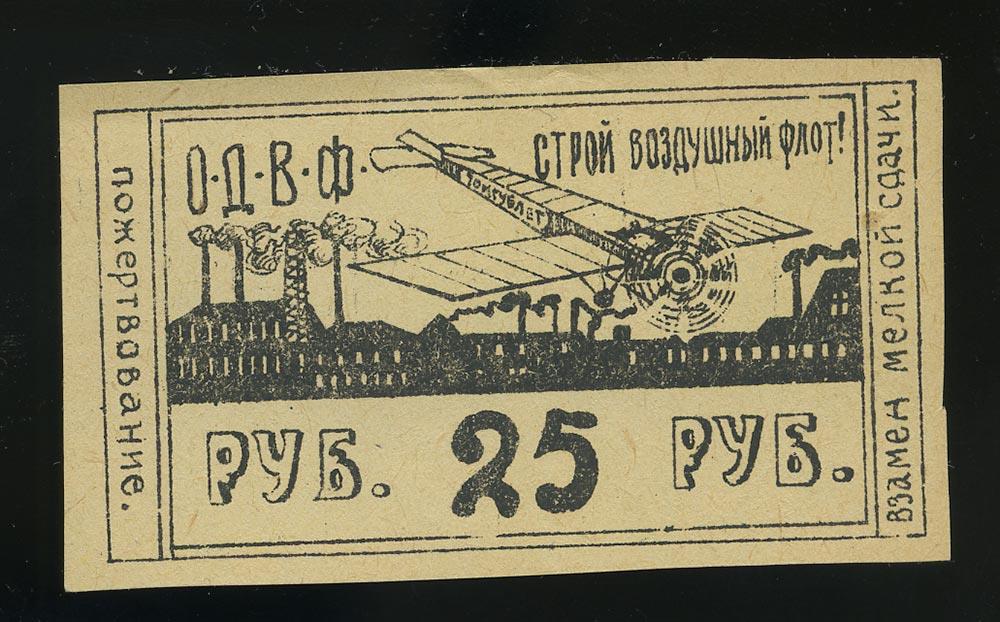 О·Д·В·Ф·
СТРОЙ ВОЗДУШНЫЙ ФЛОТ!
пожертвование.
взамен мелкой сдачи.
РУБ. 25 РУБ.